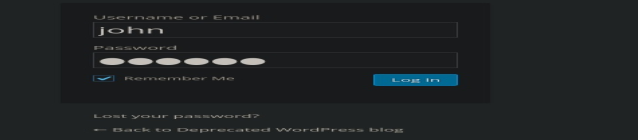 Username or Email
john
Password
Remember Me
Log In
Lost your password?
← Back to Deprecated WordPress blog